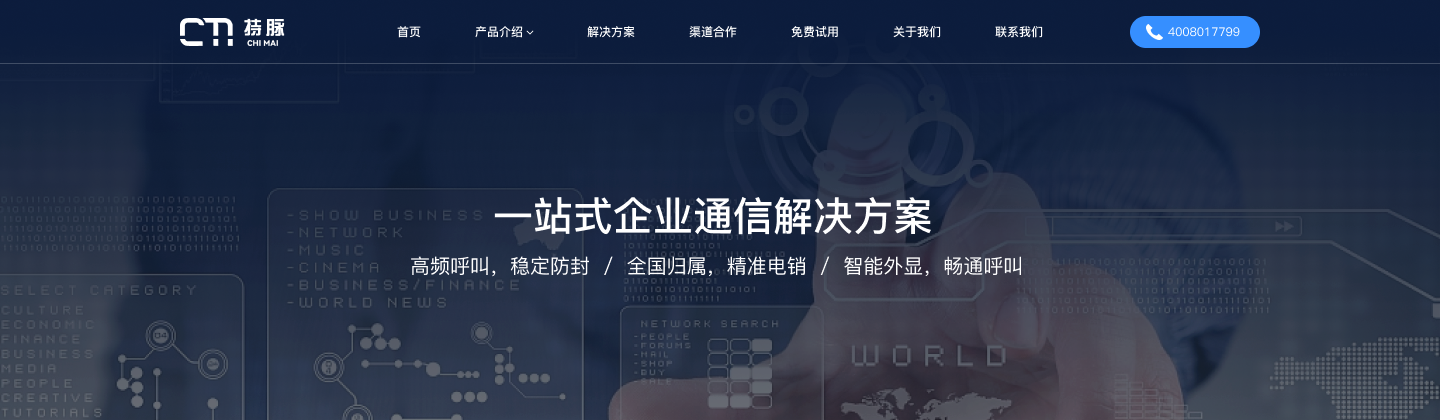 CTI 持脉
CHI MAI
首页
产品介绍
解决方案
渠道合作
免费试用
关于我们
联系我们
4008017799
一站式企业通信解决方案
高频呼叫，稳定防封 / 全国归属，精准电销 / 智能外显，畅通呼叫
-SHOW BUSINESS
-NETWORK
-MUSIC
-CINEMA
-BUSINESS/FINANCE
-WORLD NEWS
SELECT CATEGORY
CULTURE
ECONOMIC
FINANCE
BUSINESS
MEDIA
PEOPLE
CREATIVE
TUTORIALS
04
NETWORK SEARCH
-PEOPLE
-FORUMS
-MAIL
-SHOP
-BUY
-SALE
WORLD